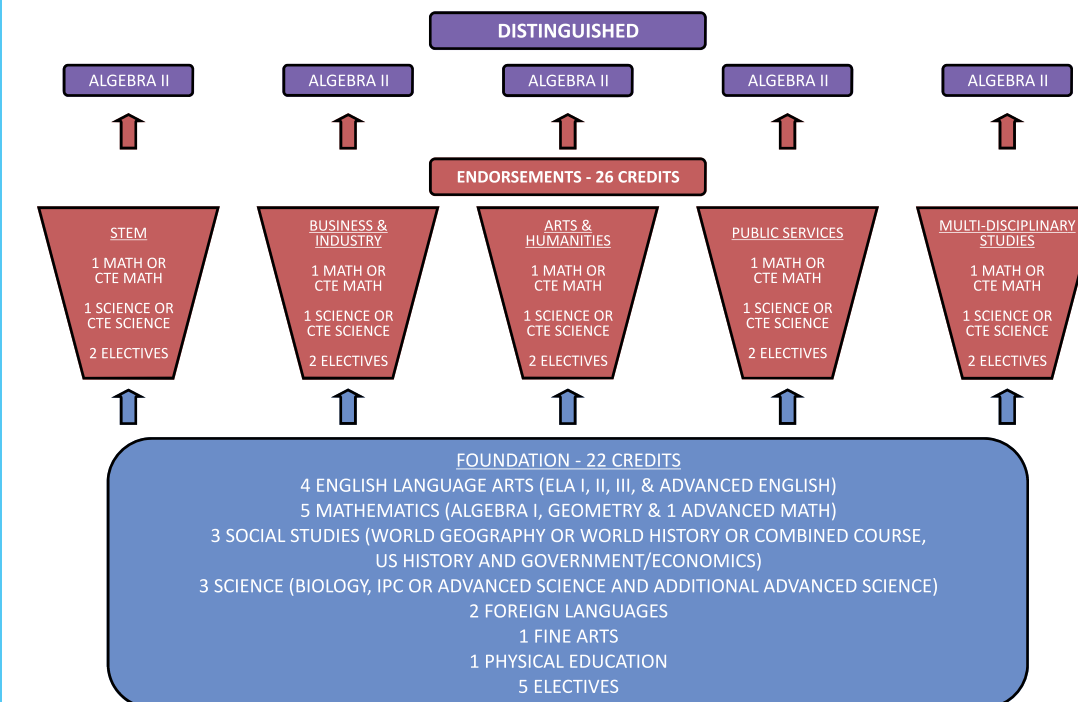 DISTINGUISHED
ALGEBRA II
ALGEBRA II
ALGEBRA II
ALGEBRA II
ALGEBRA II
ENDORSEMENTS - 26 CREDITS
STEM
1 MATH OR
CTE MATH
1 SCIENCE OR
CTE SCIENCE
2 ELECTIVES
BUSINESS &
INDUSTRY
1 MATH OR
CTE MATH
1 SCIENCE OR
CTE SCIENCE
2 ELECTIVES
ARTS &
HUMANITIES
1 MATH OR
CTE MATH
1 SCIENCE OR
CTE SCIENCE
2 ELECTIVES
PUBLIC SERVICES
1 MATH OR
CTE MATH
1 SCIENCE OR
CTE SCIENCE
2 ELECTIVES
MULTI-DISCIPLINARY
STUDIES
1 MATH OR
CTE MATH
1 SCIENCE OR
CTE SCIENCE
2 ELECTIVES
FOUNDATION - 22 CREDITS
4 ENGLISH LANGUAGE ARTS (ELA I, II, III, & ADVANCED ENGLISH)
5 MATHEMATICS (ALGEBRA I, GEOMETRY & 1 ADVANCED MATH)
3 SOCIAL STUDIES (WORLD GEOGRAPHY OR WORLD HISTORY OR COMBINED COURSE,
US HISTORY AND GOVERNMENT/ECONOMICS)
3 SCIENCE (BIOLOGY, IPC OR ADVANCED SCIENCE AND ADDITIONAL ADVANCED SCIENCE)
2 FOREIGN LANGUAGES
1 FINE ARTS
1 PHYSICAL EDUCATION
5 ELECTIVES